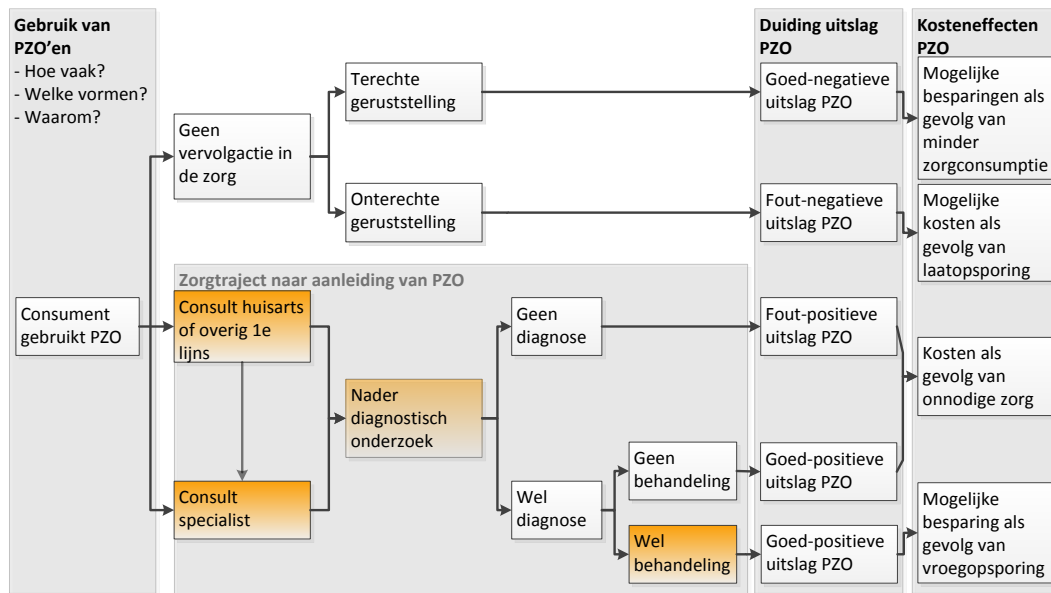 Gebruik van
PZO'en
- Hoe vaak?
- Welke vormen?
- Waarom?
Duiding uitslag
PZO
Kosteneffecten
PZO
Terechte
geruststelling
Goed-negatieve
uitslag PZO
Mogelijke
besparingen als
gevolg van
minder
zorgconsumptie
Geen
vervolgactie in
de zorg
Onterechte
geruststelling
Fout-negatieve
uitslag PZO
Mogelijke
kosten als
gevolg van
laatopsporing
Zorgtraject naar aanleiding van PZO
Consument
gebruikt PZO
Consult huisarts
of overig 1e
lijns
Geen
diagnose
Fout-positieve
uitslag PZO
Kosten als
gevolg van
onnodige zorg
Nader
diagnostisch
onderzoek
Geen
behandeling
Goed-positieve
uitslag PZO
Consult
specialist
Wel
diagnose
Wel
behandeling
Goed-positieve
uitslag PZO
Mogelijke
besparing als
gevolg van
vroegopsporing